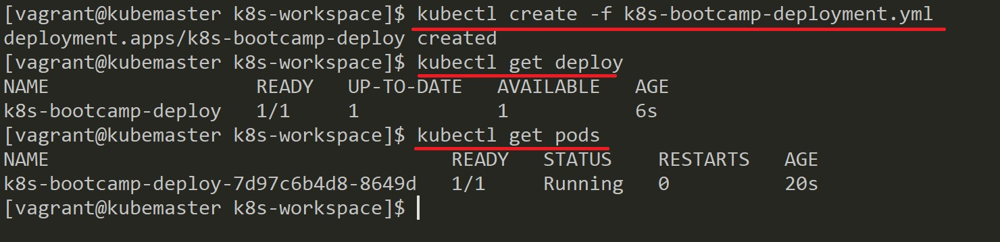 [vagrant@kubemaster k8s-workspace]$ kubectl create -f k8s-bootcamp-deployment.yml
deployment.apps/k8s-bootcamp-deploy created
[vagrant@kubemaster k8s-workspace]$ kubectl get deploy
NAME                  READY   UP-TO-DATE   AVAILABLE   AGE
k8s-bootcamp-deploy   1/1     1            1           6s
[vagrant@kubemaster k8s-workspace]$ kubectl get pods
NAME                                   READY   STATUS    RESTARTS   AGE
k8s-bootcamp-deploy-7d97c6b4d8-8649d   1/1     Running   0          20s
[vagrant@kubemaster k8s-workspace]$